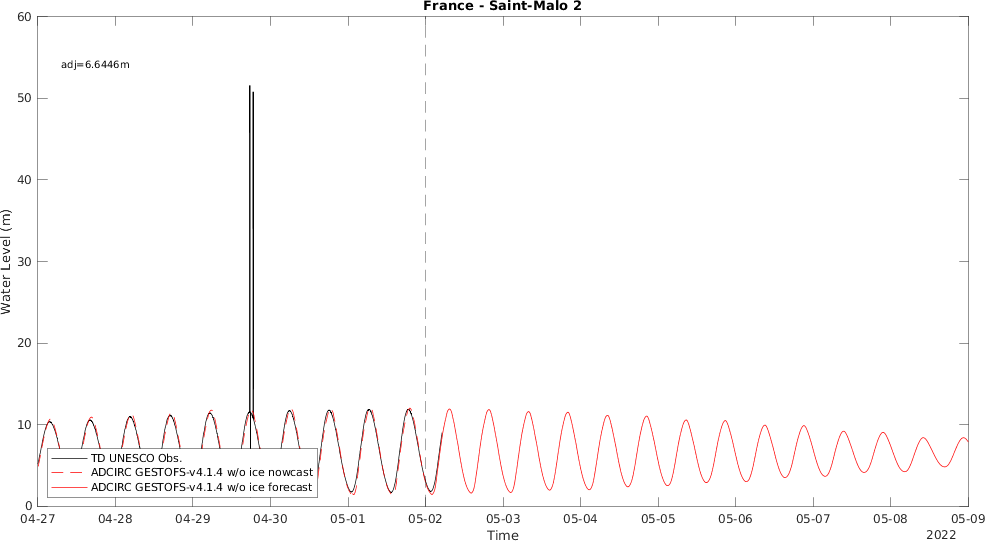 France - Saint-Malo 2
60
adj=6.6446m
50
40
30
20
10
0
Water Level (m)
TD UNESCO Obs.
ADCIRC GESTOFS-v4.1.4 w/o ice nowcast
ADCIRC GESTOFS-v4.1.4 w/o ice forecast
04-27 04-28 04-29 04-30 05-01 05-02 05-03 05-04 05-05 05-06 05-07 05-08 05-09
Time
2022